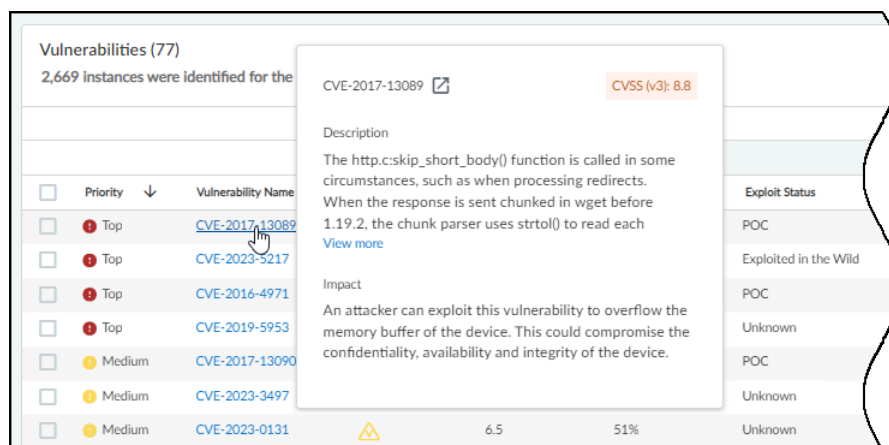 Vulnerabilities (77)
2,669 instances were identified for the
CVE-2017-13089
CVSS (v3): 8.8
Description
The http.c:skip_short_body() function is called in some
circumstances, such as when processing redirects.
When the response is sent chunked in wget before
1.19.2, the chunk parser uses strtol() to read each
View more
Impact
An attacker can exploit this vulnerability to overflow the
memory buffer of the device. This could compromise the
confidentiality, availability and integrity of the device.
Priority Vulnerability Name Exploit Status
Top CVE-2017-13089 POC
Top CVE-2023-5217 Exploited in the Wild
Top CVE-2016-4971 POC
Top CVE-2019-5953 Unknown
Medium CVE-2017-13090 POC
Medium CVE-2023-3497 Unknown
Medium CVE-2023-0131 6.5 51% Unknown